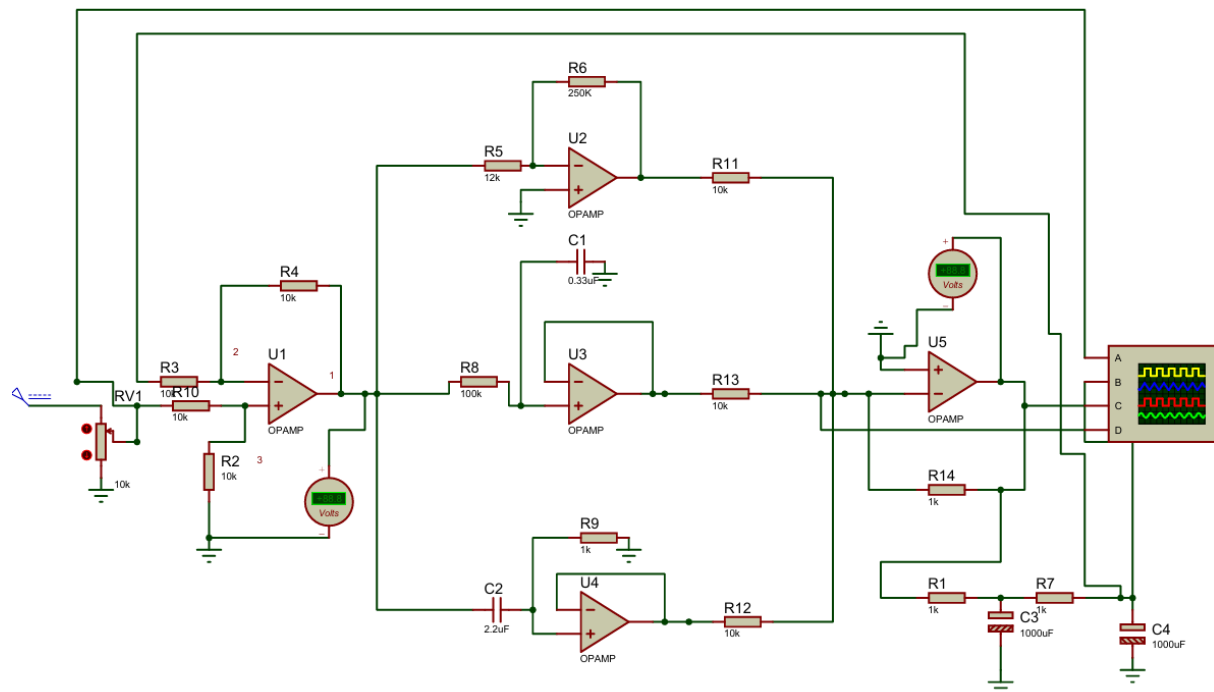 R6
250K
U2
R5
12k
OPAMP
R11
10k
C1
0.33uF
R4
10k
U1
2
1
R3
10k
RV1
R10
10k
OPAMP
R2
10k
3
10k
Volts
R8
100k
U3
OPAMP
R13
10k
Volts
U5
OPAMP
A
B
C
D
R14
1k
R9
1k
U4
C2
2.2uF
OPAMP
R12
10k
R1
1k
R7
1k
C3
1000uF
C4
1000uF